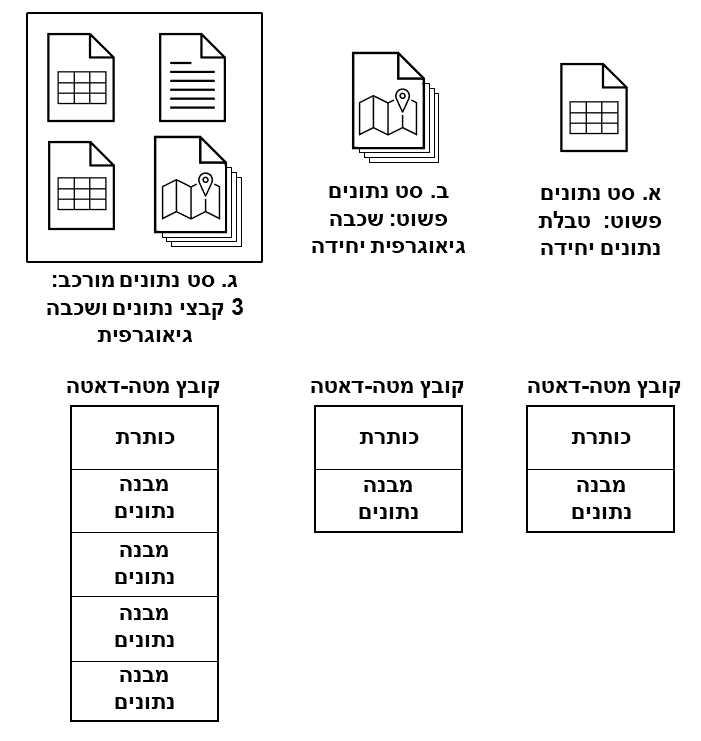 א. סט נתונים
פשוט: טבלת
נתונים יחידה
ב. סט נתונים
פשוט: שכבה
גיאוגרפית יחידה
ג. סט נתונים מורכב:
3 קבצי נתונים ושכבה
גיאוגרפית
קובץ מטה-דאטה
כותרת
מבנה
נתונים
קובץ מטה-דאטה
כותרת
מבנה
נתונים
קובץ מטה-דאטה
כותרת
מבנה
נתונים
מבנה
נתונים
מבנה
נתונים
מבנה
נתונים